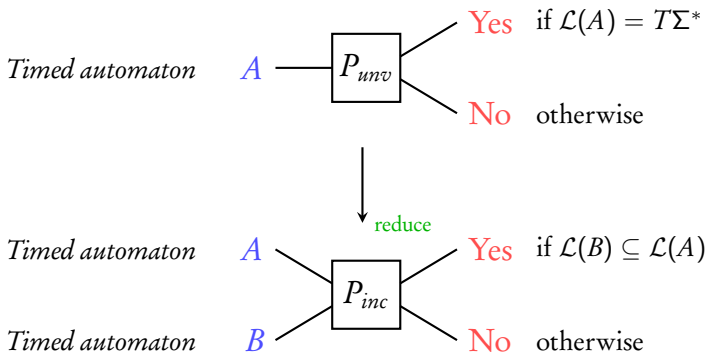 Yes if ℒ(A) = TΣ*
Timed automaton A P_unv
No otherwise
reduce
Timed automaton A Yes if ℒ(B) ⊆ ℒ(A)
P_inc
Timed automaton B No otherwise